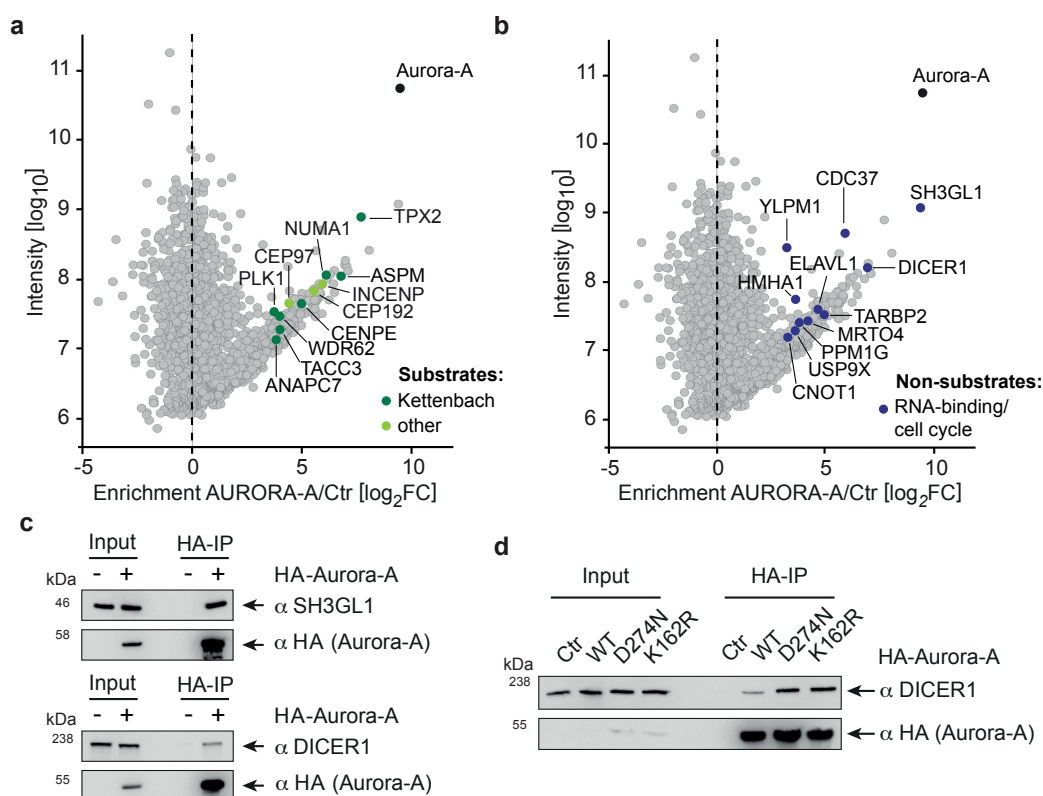 a
11
10
9
8
7
6
-5
0
5
10
Intensity [log10]
Enrichment AURORA-A/Ctr [log2FC]
Aurora-A
TPX2
NUMA1
CEP97
PLK1
ASPM
INCENP
CEP192
CENPE
WDR62
TACC3
ANAPC7
Substrates:
Kettenbach
other
b
11
10
9
8
7
6
-5
0
5
10
Intensity [log10]
Enrichment AURORA-A/Ctr [log2FC]
Aurora-A
CDC37
SH3GL1
YLPM1
ELAVL1
DICER1
HMHA1
TARBP2
MRTO4
PPM1G
USP9X
CNOT1
Non-substrates:
RNA-binding/
cell cycle
c
Input HA-IP
kDa - + - + HA-Aurora-A
46 α SH3GL1
58 α HA (Aurora-A)
Input HA-IP
kDa - + - + HA-Aurora-A
238 α DICER1
55 α HA (Aurora-A)
d
Input HA-IP
Ctr WT D274N K162R Ctr WT D274N K162R HA-Aurora-A
kDa
238 α DICER1
55 α HA (Aurora-A)